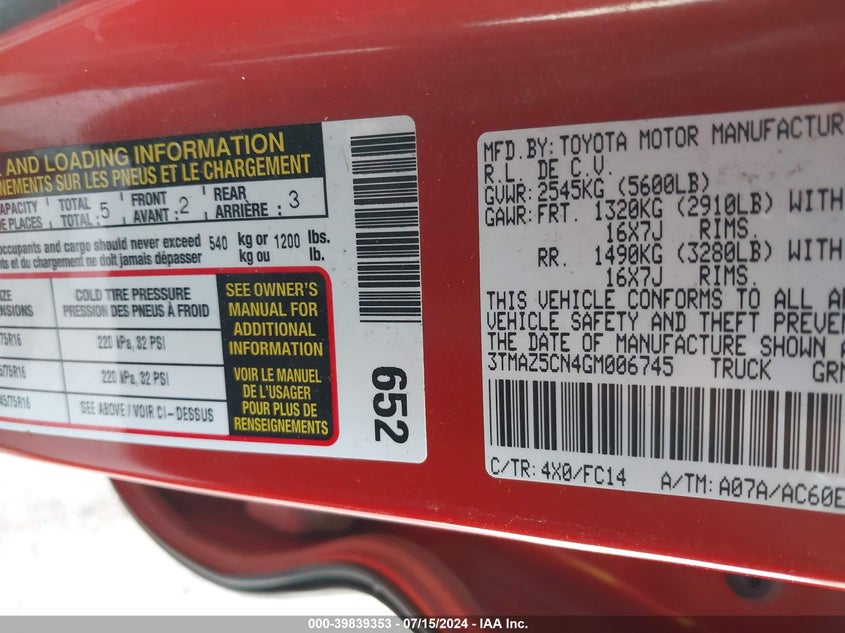 AND LOADING INFORMATION
SUR LES PNEUS ET LE CHARGEMENT
TOTAL 5 FRONT 2 REAR 3
DE PLACES TOTAL: AVANT: ARRIÈRE:
occupants and cargo should never exceed 540 kg or 1200 lbs.
et du chargement ne doit jamais dépasser kg ou lb.
COLD TIRE PRESSURE
PRESSION DES PNEUS À FROID
75R16 220 kPa, 32 PSI
/75R16 220 kPa, 32 PSI
45/75R16 SEE ABOVE / VOIR CI-DESSUS
SEE OWNER'S
MANUAL FOR
ADDITIONAL
INFORMATION
VOIR LE MANUEL
DE L'USAGER
POUR PLUS DE
RENSEIGNEMENTS
652
MFD.BY: TOYOTA MOTOR
R.L. DE C.V.
GVWR: 2545KG (5600LB)
GAWR: FRT. 1320KG (2910LB) WITH
16X7J RIMS.
RR. 1490KG (3280LB) WITH
16X7J RIMS.
THIS VEHICLE CONFORMS TO ALL
VEHICLE SAFETY AND THEFT
THE DATE OF MANUFACTURE SHOWN
3TMAZ5CN4GM006745 TRUCK
C/TR: 4X0/FC14 A/TM: A07A/AC60E
000-39839353 - 07/15/2024 - IAA Inc.